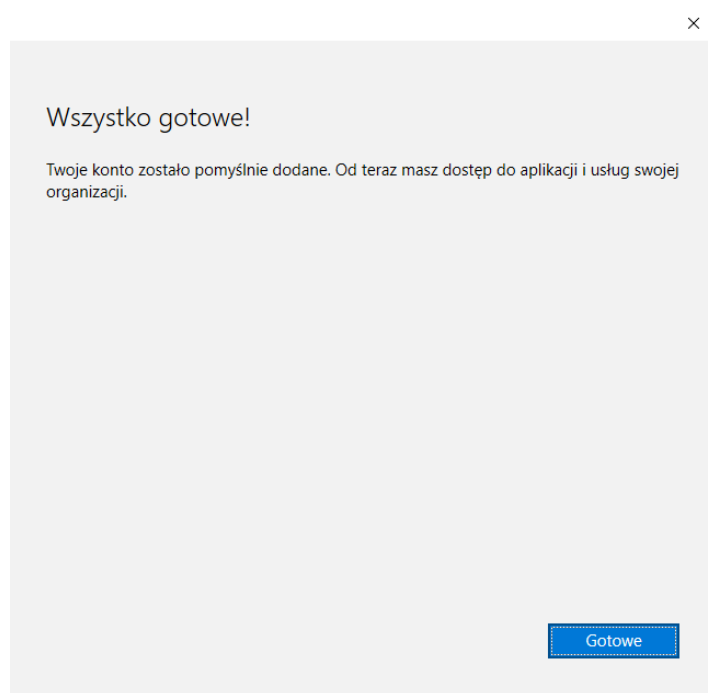 Wszystko gotowe!
Twoje konto zostało pomyślnie dodane. Od teraz masz dostęp do aplikacji i usług swojej
organizacji.
Gotowe